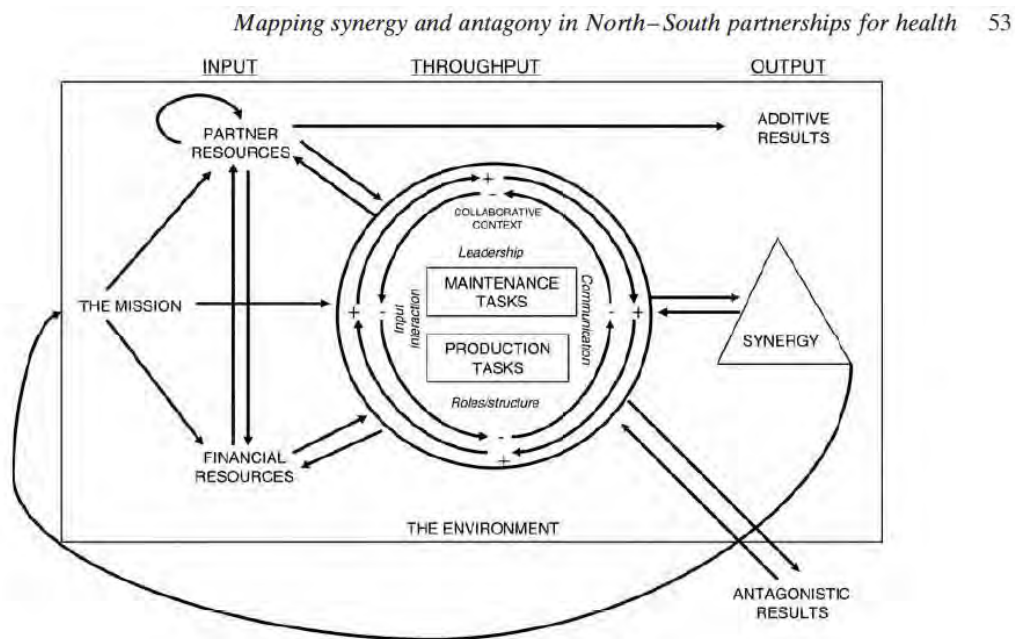 Mapping synergy and antagony in North–South partnerships for health 53
INPUT THROUGHPUT OUTPUT
PARTNER
RESOURCES
ADDITIVE
RESULTS
+
-
COLLABORATIVE
CONTEXT
Leadership
MAINTENANCE
TASKS
THE MISSION
+
-
Input
Interaction
Communication
-
+
PRODUCTION
TASKS
SYNERGY
Roles/structure
-
+
FINANCIAL
RESOURCES
THE ENVIRONMENT
ANTAGONISTIC
RESULTS